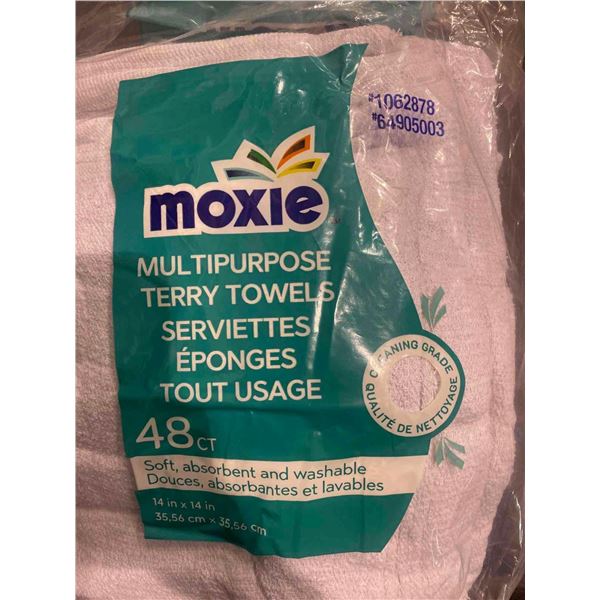 #1062878
#64905003
moxie
MULTIPURPOSE
TERRY TOWELS
SERVIETTES
ÉPONGES
TOUT USAGE
48 CT
Soft, absorbent and washable
Douces, absorbantes et lavables
14 in x 14 in
35,56 cm x 35,56 cm
CLEANING GRADE
QUALITÉ DE NETTOYAGE